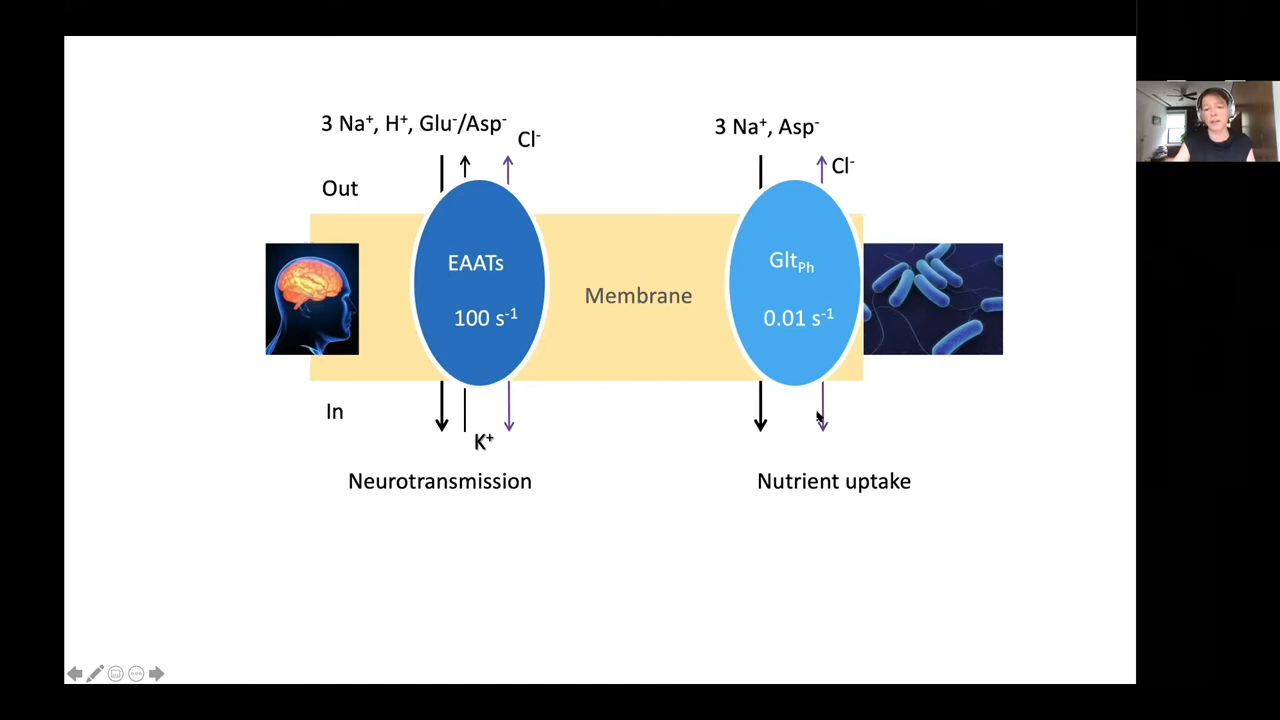 3 Na⁺, H⁺, Glu⁻/Asp⁻
Cl⁻
3 Na⁺, Asp⁻
Cl⁻
Out
EAATs
100 s⁻¹
Membrane
Glt_Ph
0.01 s⁻¹
In
K⁺
Neurotransmission
Nutrient uptake